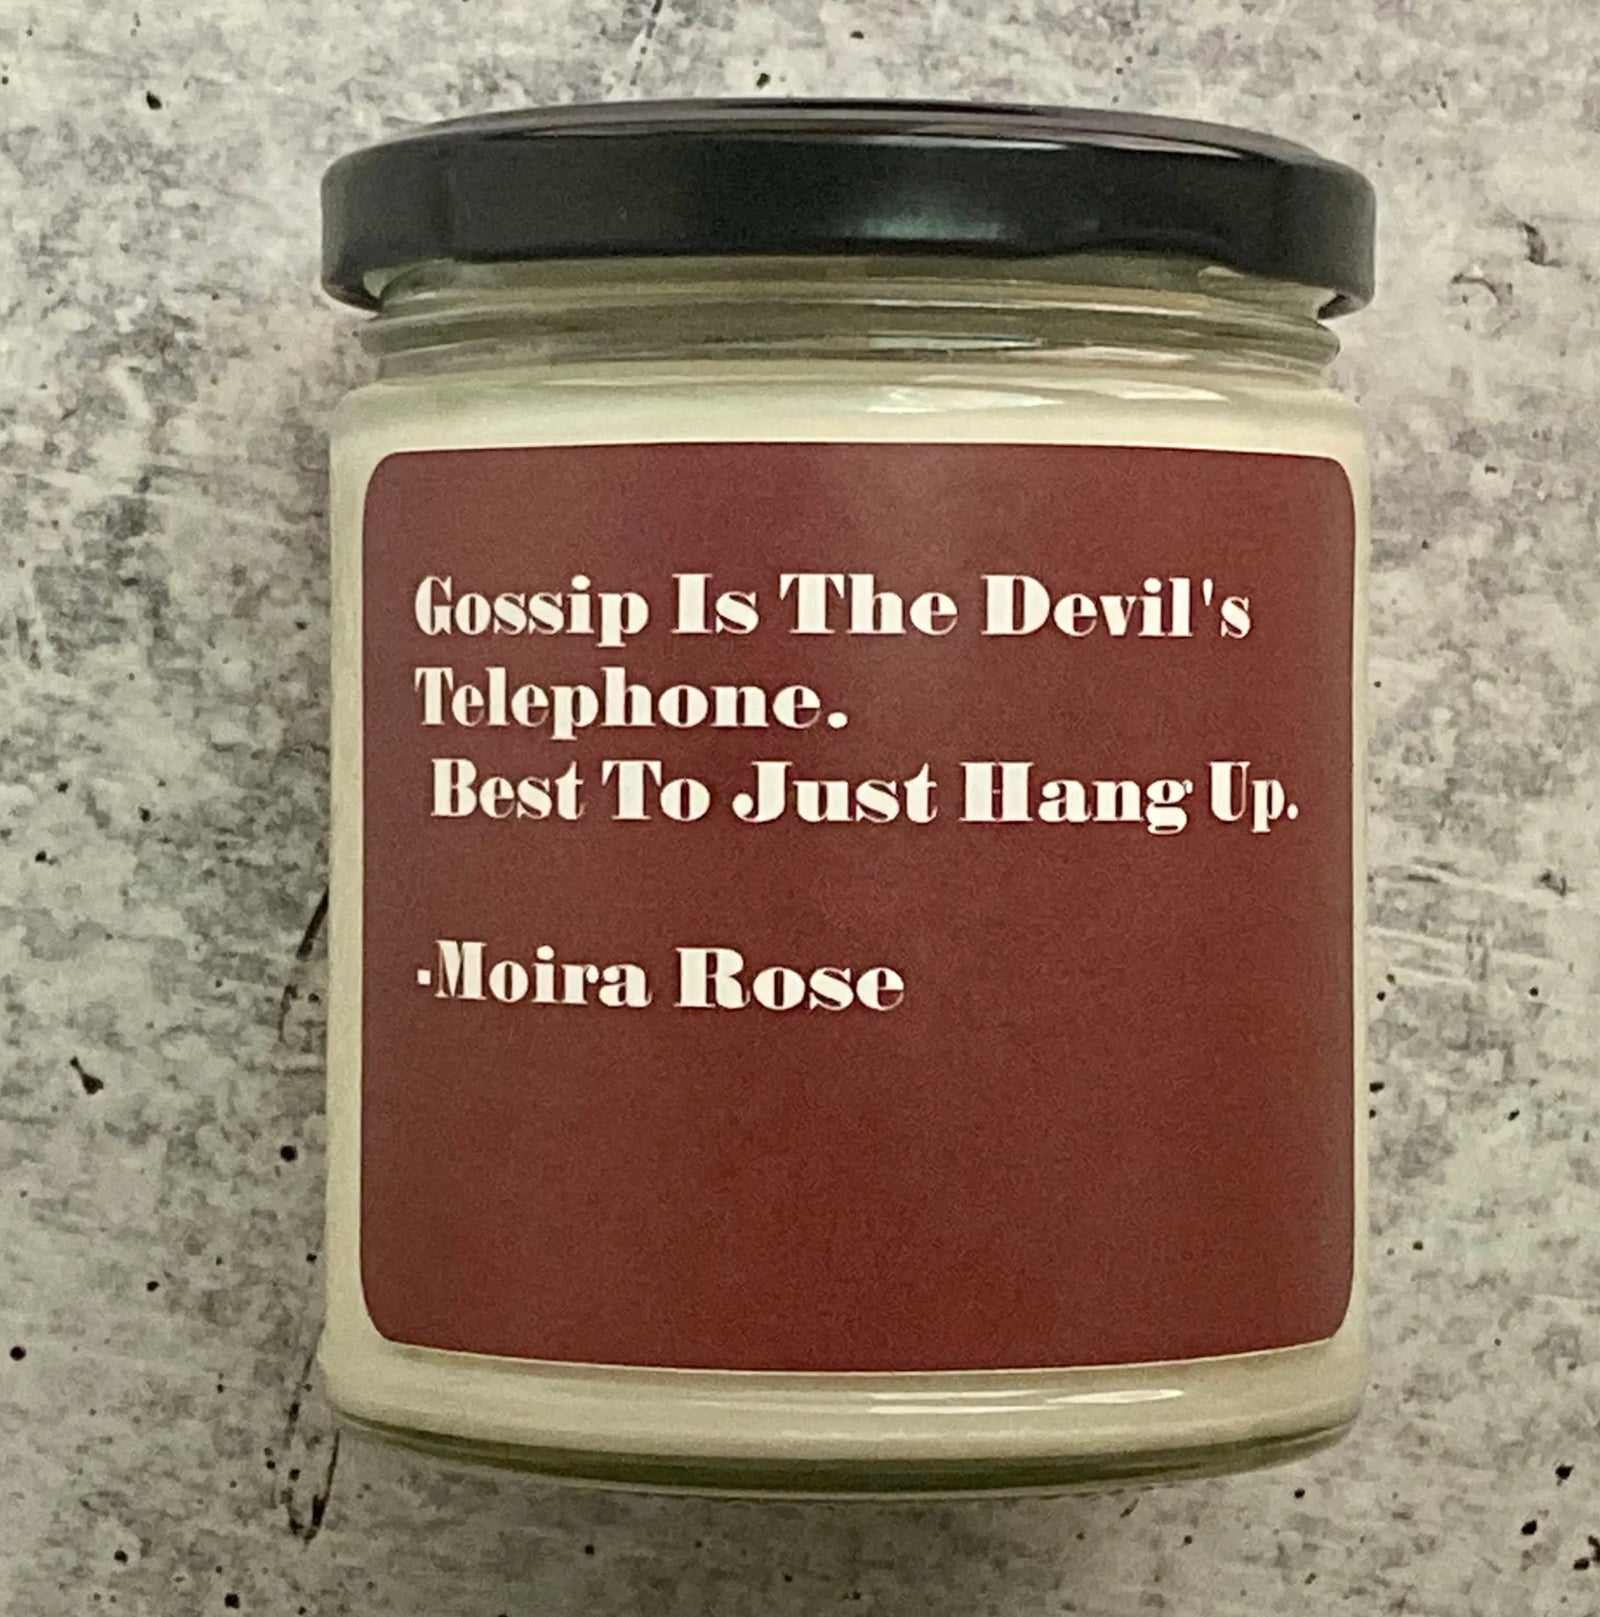 Gossip Is The Devil's
Telephone.
Best To Just Hang Up.
-Moira Rose